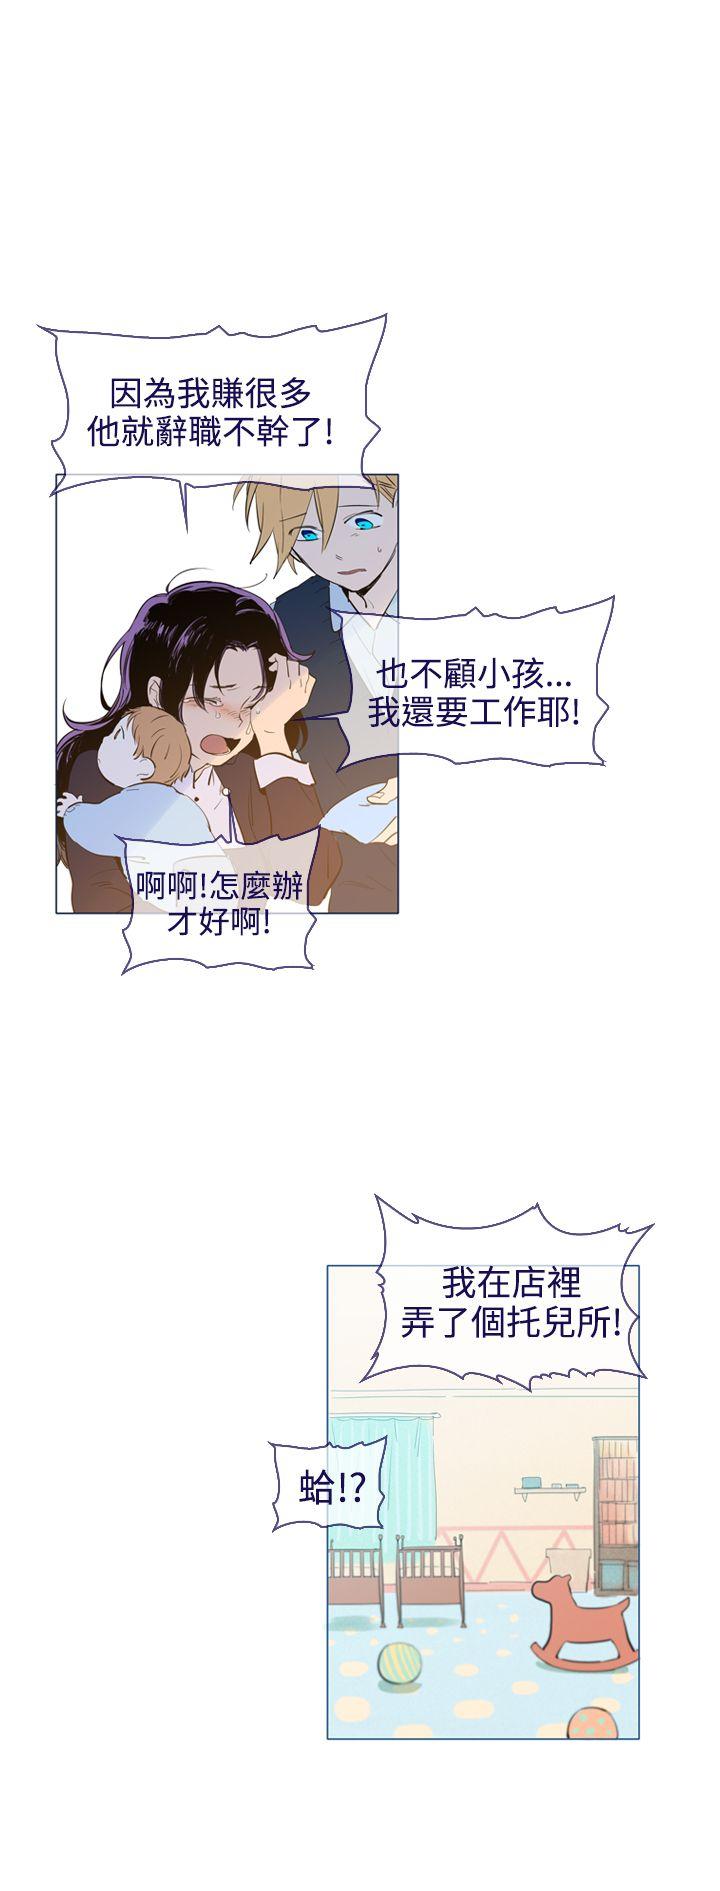 因為我賺很多
他就辭職不幹了!
也不顧小孩...
我還要工作耶!
啊啊!怎麼辦
才好啊!
我在店裡
弄了個托兒所!
蛤!?